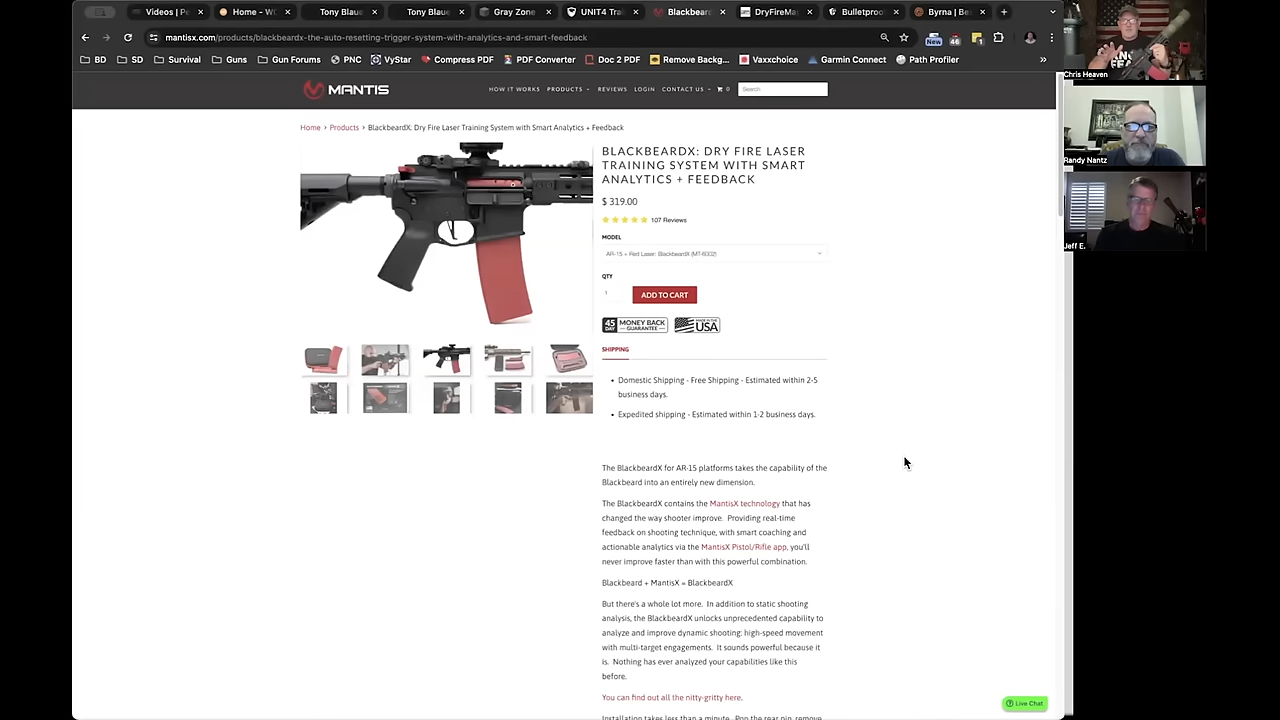 Videos | P
Home - W
Tony Blaue
Tony Blaue
Gray Zone
UNIT4 Trai
Blackbeard
DryFireMa
Bulletproof
Byrna | Be
mantisx.com/products/blackbeardx-the-auto-resetting-trigger-system-with-analytics-and-smart-feedback
New
46
BD
SD
Survival
Guns
Gun Forums
PNC
VyStar
Compress PDF
PDF Converter
Doc 2 PDF
Remove Backg...
Vaxxchoice
Garmin Connect
Path Profiler
»
MANTIS
HOW IT WORKS PRODUCTS REVIEWS LOGIN CONTACT US 0
Search
Home › Products › BlackbeardX: Dry Fire Laser Training System with Smart Analytics + Feedback
BLACKBEARDX: DRY FIRE LASER
TRAINING SYSTEM WITH SMART
ANALYTICS + FEEDBACK
$ 319.00
107 Reviews
MODEL
AR-15 + Red Laser: BlackbeardX (MT-6002)
QTY
1
ADD TO CART
45 DAY MONEY BACK GUARANTEE
MADE IN THE USA
SHIPPING
• Domestic Shipping - Free Shipping - Estimated within 2-5
business days.
• Expedited shipping - Estimated within 1-2 business days.
The BlackbeardX for AR-15 platforms takes the capability of the
Blackbeard into an entirely new dimension.
The BlackbeardX contains the MantisX technology that has
changed the way shooter improve. Providing real-time
feedback on shooting technique, with smart coaching and
actionable analytics via the MantisX Pistol/Rifle app, you'll
never improve faster than with this powerful combination.
Blackbeard + MantisX = BlackbeardX
But there's a whole lot more. In addition to static shooting
analysis, the BlackbeardX unlocks unprecedented capability to
analyze and improve dynamic shooting: high-speed movement
with multi-target engagements. It sounds powerful because it
is. Nothing has ever analyzed your capabilities like this
before.
You can find out all the nitty-gritty here.
Installation takes less than a minute. Pop the rear pin, remove
Live Chat
Chris Heaven
Randy Nantz
Jeff E.